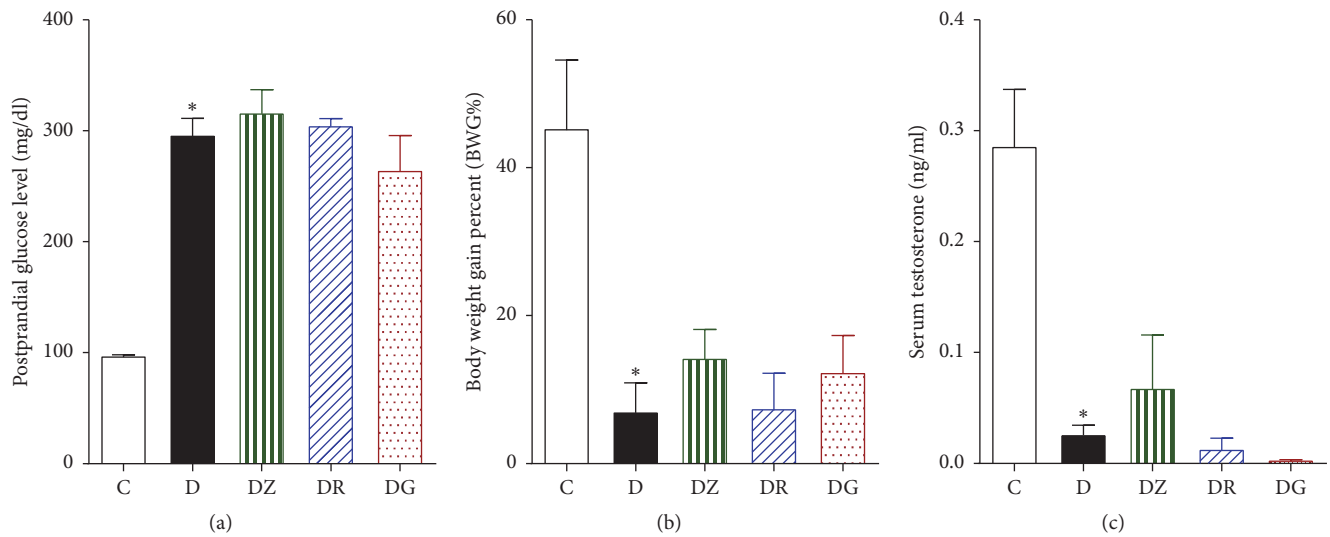 Postprandial glucose level (mg/dl)
400
300
200
100
0
*
C D DZ DR DG
(a)
Body weight gain percent (BWG%)
60
40
20
0
*
C D DZ DR DG
(b)
Serum testosterone (ng/ml)
0.4
0.3
0.2
0.1
0.0
*
C D DZ DR DG
(c)